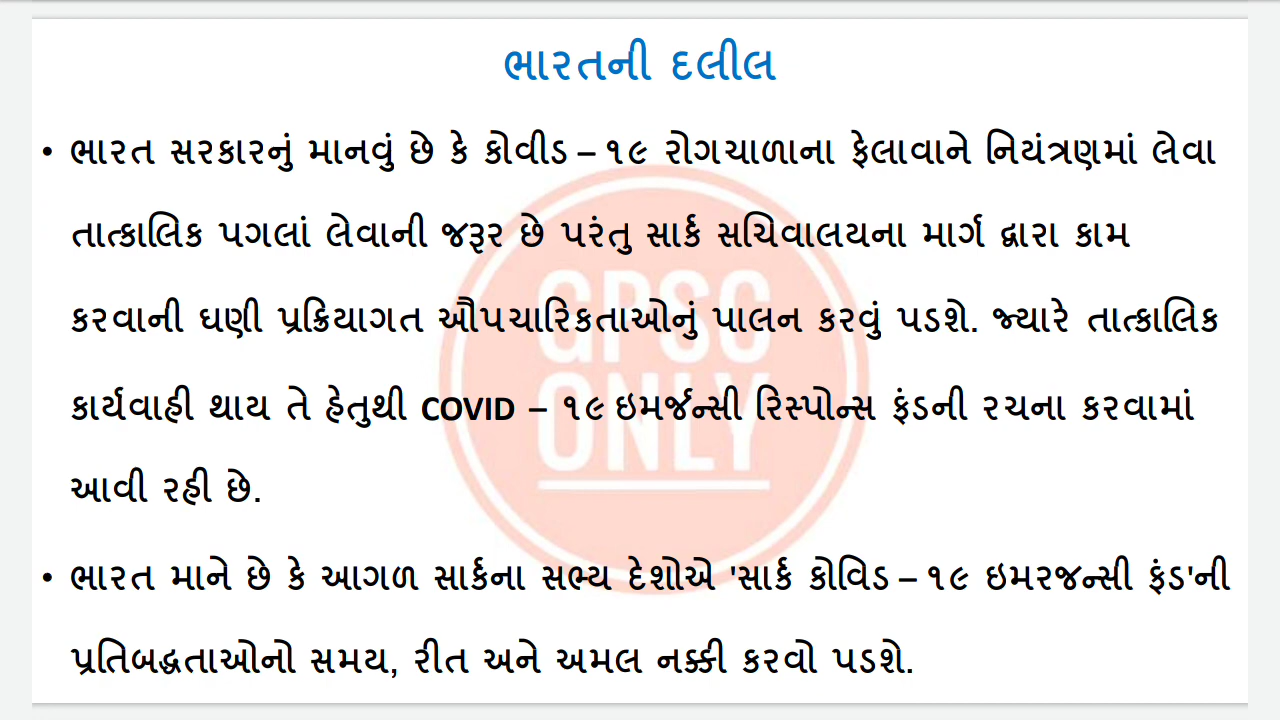 ભારતની દલીલ
• ભારત સરકારનું માનવું છે કે કોવીડ – ૧૯ રોગચાળાના ફેલાવાને નિયંત્રણમાં લેવા
તાત્કાલિક પગલાં લેવાની જરૂર છે પરંતુ સાર્ક સચિવાલયના માર્ગ દ્વારા કામ
કરવાની ઘણી પ્રક્રિયાગત ઔપચારિકતાઓનું પાલન કરવું પડશે. જ્યારે તાત્કાલિક
કાર્યવાહી થાય તે હેતુથી COVID – ૧૯ ઇમર્જન્સી રિસ્પોન્સ ફંડની રચના કરવામાં
આવી રહી છે.
• ભારત માને છે કે આગળ સાર્કના સભ્ય દેશોએ 'સાર્ક કોવિડ – ૧૯ ઇમરજન્સી ફંડ'ની
પ્રતિબદ્ધતાઓનો સમય, રીત અને અમલ નક્કી કરવો પડશે.
GPSC
ONLY